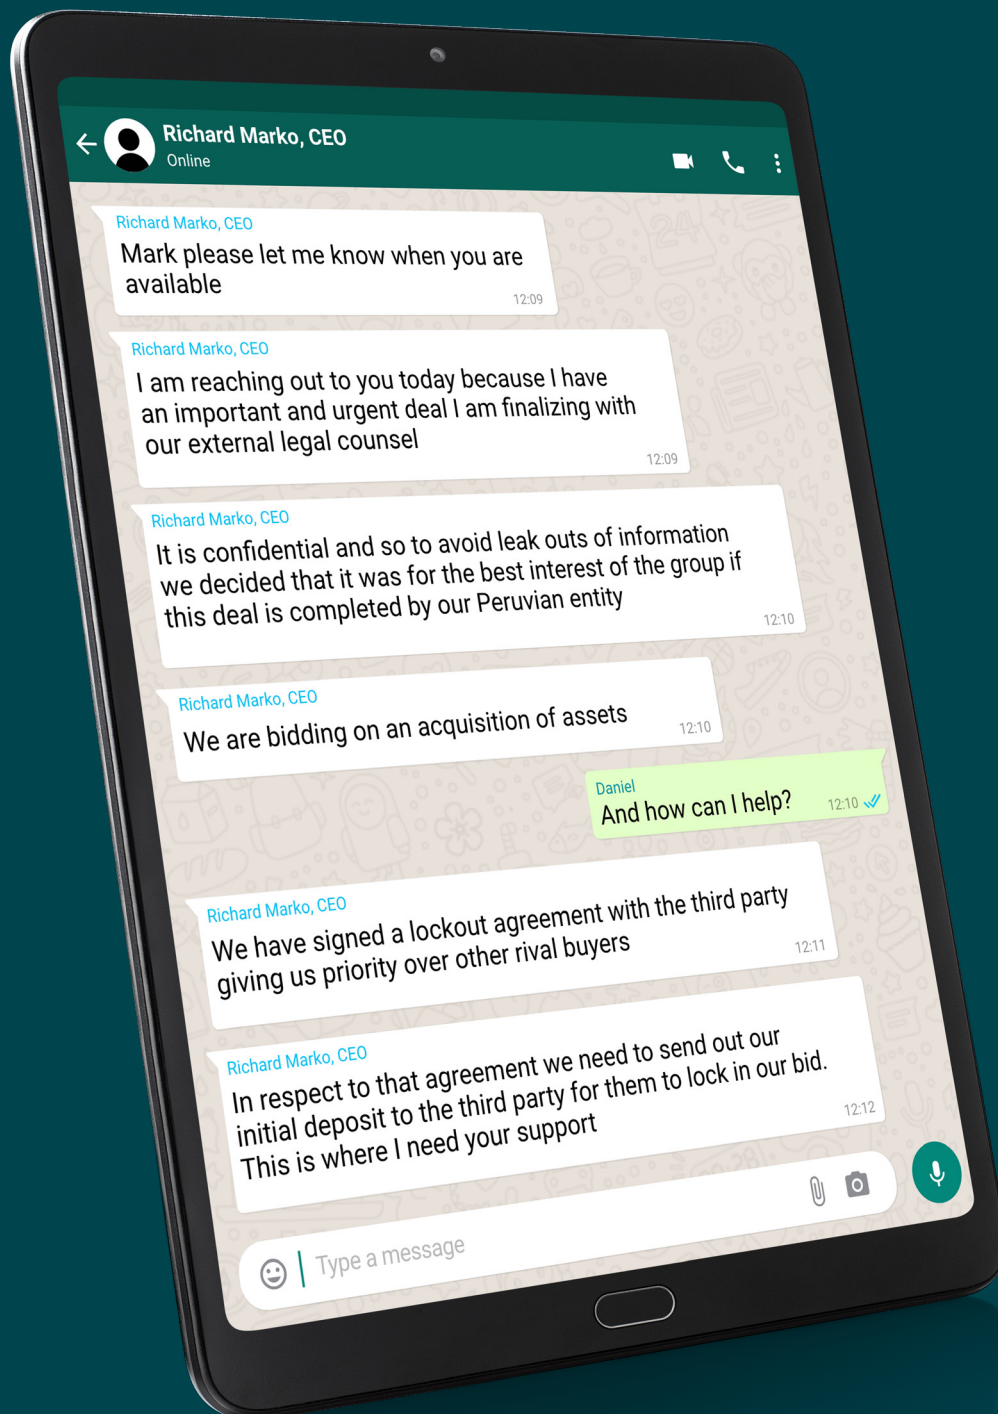 Richard Marko, CEO
Online
Richard Marko, CEO
Mark please let me know when you are
available
12:09
Richard Marko, CEO
I am reaching out to you today because I have
an important and urgent deal I am finalizing with
our external legal counsel
12:09
Richard Marko, CEO
It is confidential and so to avoid leak outs of information
we decided that it was for the best interest of the group if
this deal is completed by our Peruvian entity
12:10
Richard Marko, CEO
We are bidding on an acquisition of assets
12:10
Daniel
And how can I help?
12:10
Richard Marko, CEO
We have signed a lockout agreement with the third party
giving us priority over other rival buyers
12:11
Richard Marko, CEO
In respect to that agreement we need to send out our
initial deposit to the third party for them to lock in our bid.
This is where I need your support
12:12
Type a message